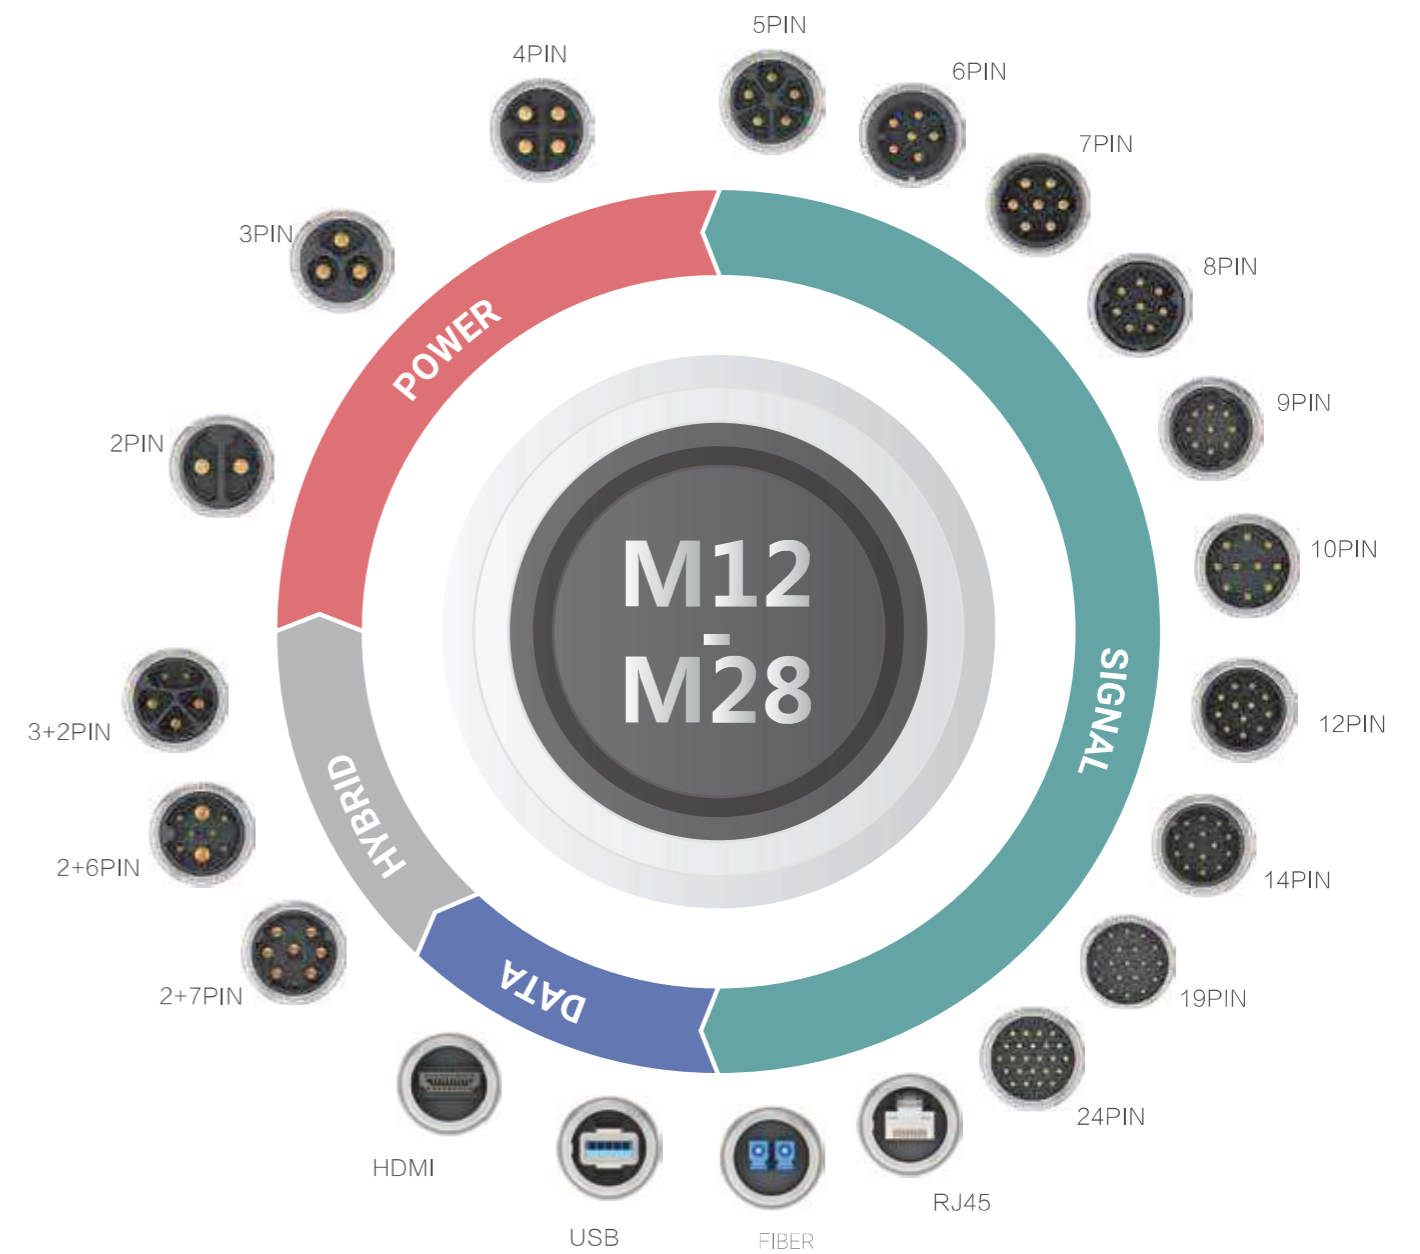 5PIN
4PIN
6PIN
7PIN
3PIN
8PIN
POWER
9PIN
2PIN
M12
-
M28
10PIN
SIGNAL
3+2PIN
12PIN
HYBRID
2+6PIN
14PIN
2+7PIN
DATA
19PIN
24PIN
HDMI
RJ45
USB
FIBER